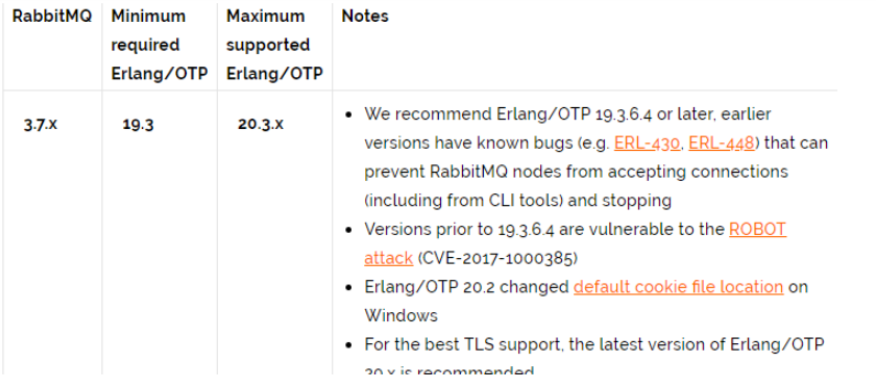 RabbitMQ Minimum required Erlang/OTP Maximum supported Erlang/OTP Notes
3.7.x 19.3 20.3.x
• We recommend Erlang/OTP 19.3.6.4 or later, earlier
versions have known bugs (e.g. ERL-430, ERL-448) that can
prevent RabbitMQ nodes from accepting connections
(including from CLI tools) and stopping
• Versions prior to 19.3.6.4 are vulnerable to the ROBOT
attack (CVE-2017-1000385)
• Erlang/OTP 20.2 changed default cookie file location on
Windows
• For the best TLS support, the latest version of Erlang/OTP
20.x is recommended